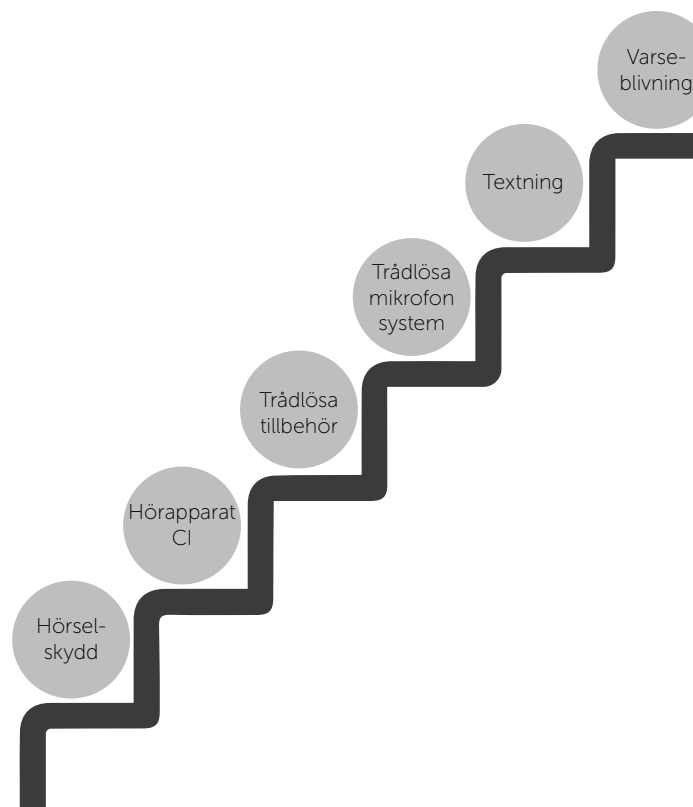 Varse-
blivning
Textning
Trådlösa
mikrofon
system
Trådlösa
tillbehör
Hörapparat
CI
Hörsel-
skydd